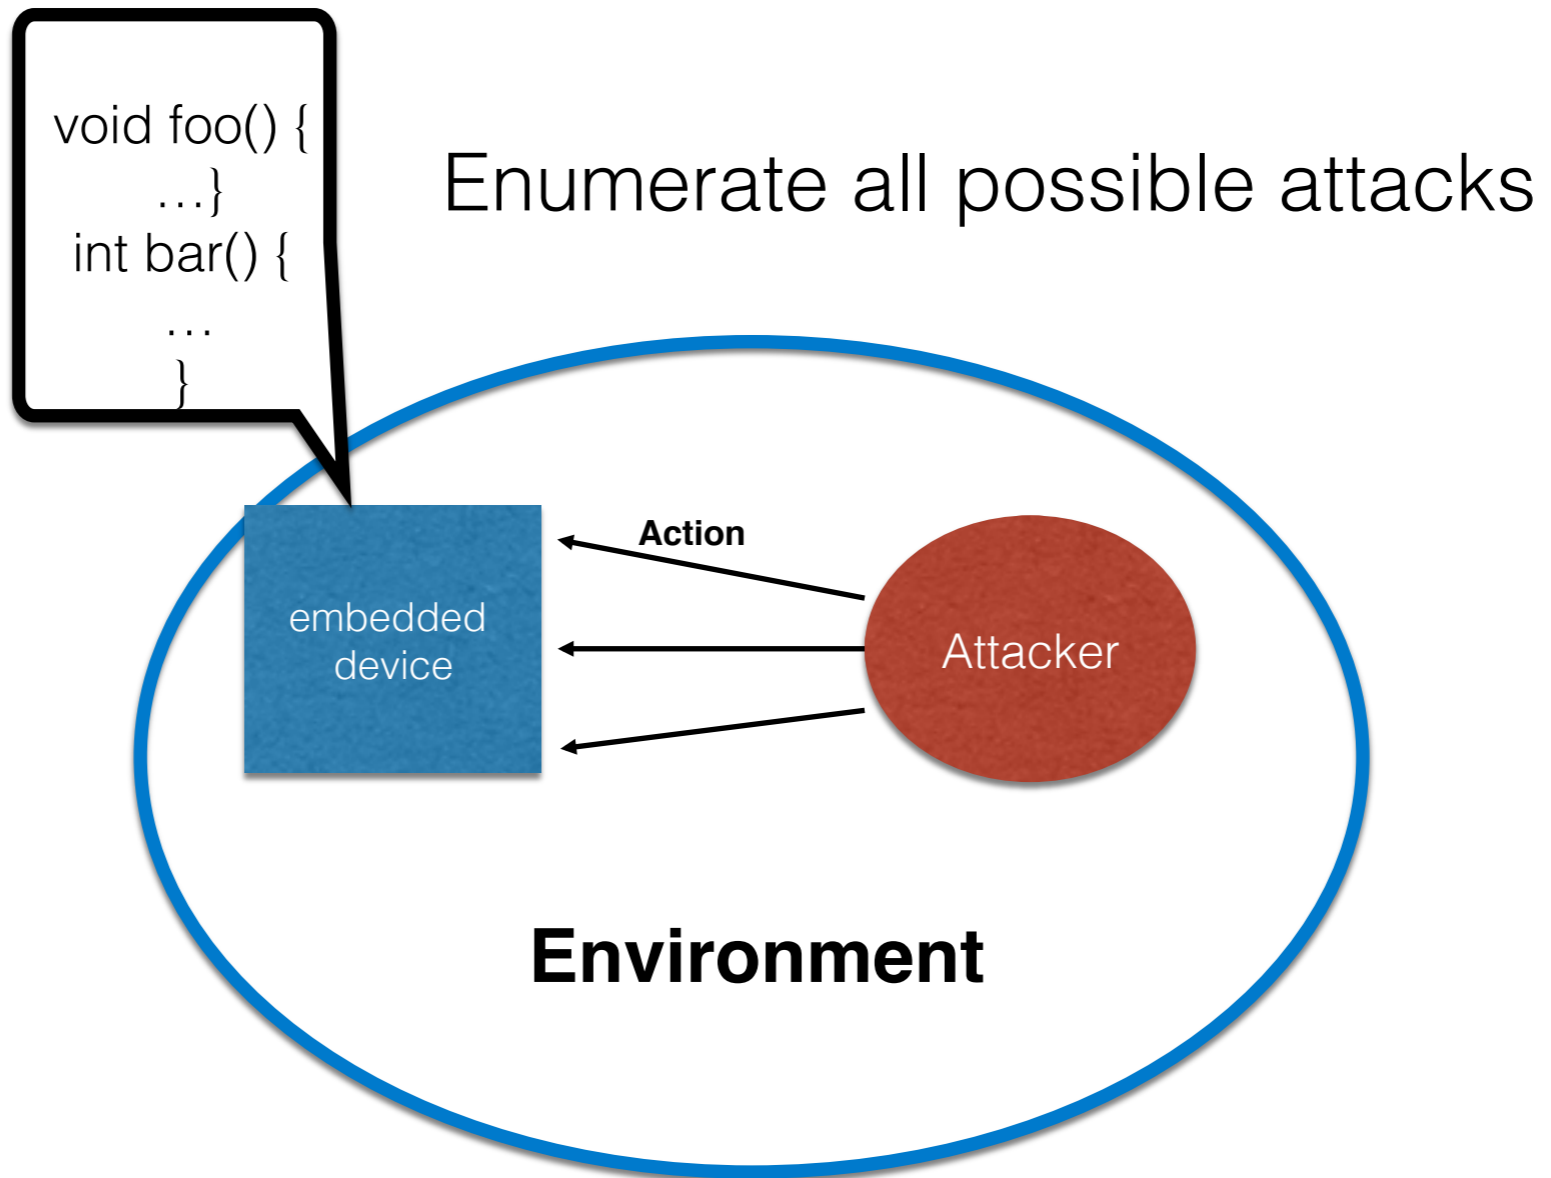 void foo() {
…}
int bar() {
…
}
Enumerate all possible attacks
Action
embedded
device
Attacker
Environment